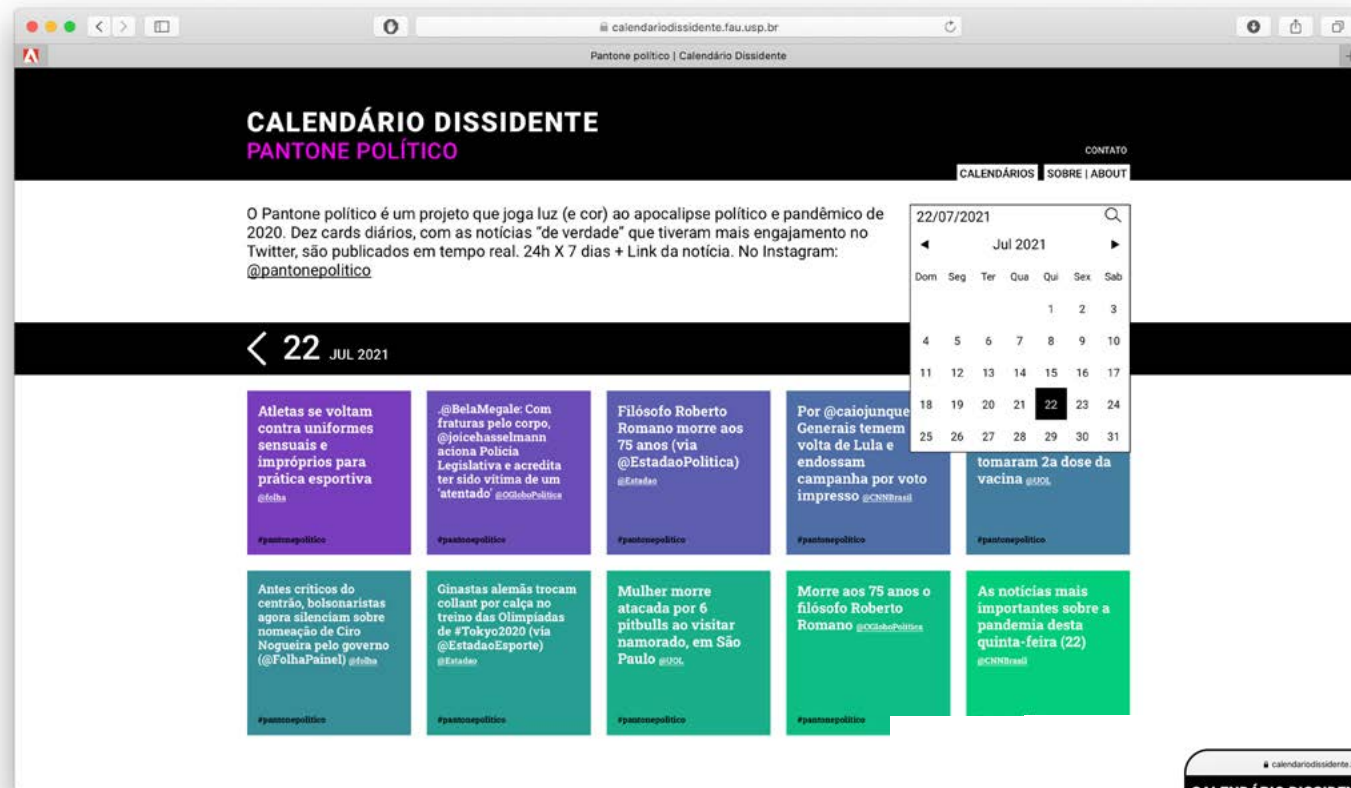 calendariodissidente.fau.usp.br
Pantone político | Calendário Dissidente
CALENDÁRIO DISSIDENTE
PANTONE POLÍTICO
CONTATO
CALENDÁRIOS SOBRE | ABOUT
O Pantone político é um projeto que joga luz (e cor) ao apocalipse político e pandêmico de
2020. Dez cards diários, com as notícias "de verdade" que tiveram mais engajamento no
Twitter, são publicados em tempo real. 24h X 7 dias + Link da notícia. No Instagram:
@pantonepolitico
22/07/2021
Jul 2021
Dom Seg Ter Qua Qui Sex Sab
1 2 3
4 5 6 7 8 9 10
11 12 13 14 15 16 17
18 19 20 21 22 23 24
25 26 27 28 29 30 31
22 JUL 2021
Atletas se voltam
contra uniformes
sensuais e
impróprios para
prática esportiva
@folha
#pantonepolitico
.@BelaMegale: Com
fraturas pelo corpo,
@joicehasselmann
aciona Polícia
Legislativa e acredita
ter sido vítima de um
'atentado' @OGloboPolitica
#pantonepolitico
Filósofo Roberto
Romano morre aos
75 anos (via
@EstadaoPolitica)
@Estadao
#pantonepolitico
Por @caiojunque
Generais temem
volta de Lula e
endossam
campanha por voto
impresso @CNNBrasil
#pantonepolitico
tomaram 2a dose da
vacina @UOL
#pantonepolitico
Antes críticos do
centrão, bolsonaristas
agora silenciam sobre
nomeação de Ciro
Nogueira pelo governo
(@FolhaPainel) @folha
#pantonepolitico
Ginastas alemãs trocam
collant por calça no
treino das Olimpíadas
de #Tokyo2020 (via
@EstadaoEsporte)
@Estadao
#pantonepolitico
Mulher morre
atacada por 6
pitbulls ao visitar
namorado, em São
Paulo @UOL
#pantonepolitico
Morre aos 75 anos o
filósofo Roberto
Romano @OGloboPolitica
#pantonepolitico
As notícias mais
importantes sobre a
pandemia desta
quinta-feira (22)
@CNNBrasil
calendariodissidente.